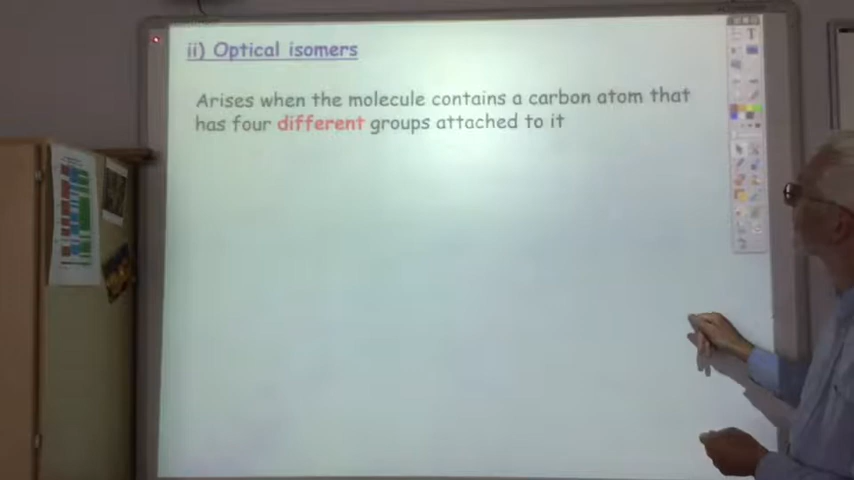 ii) Optical isomers
Arises when the molecule contains a carbon atom that
has four different groups attached to it